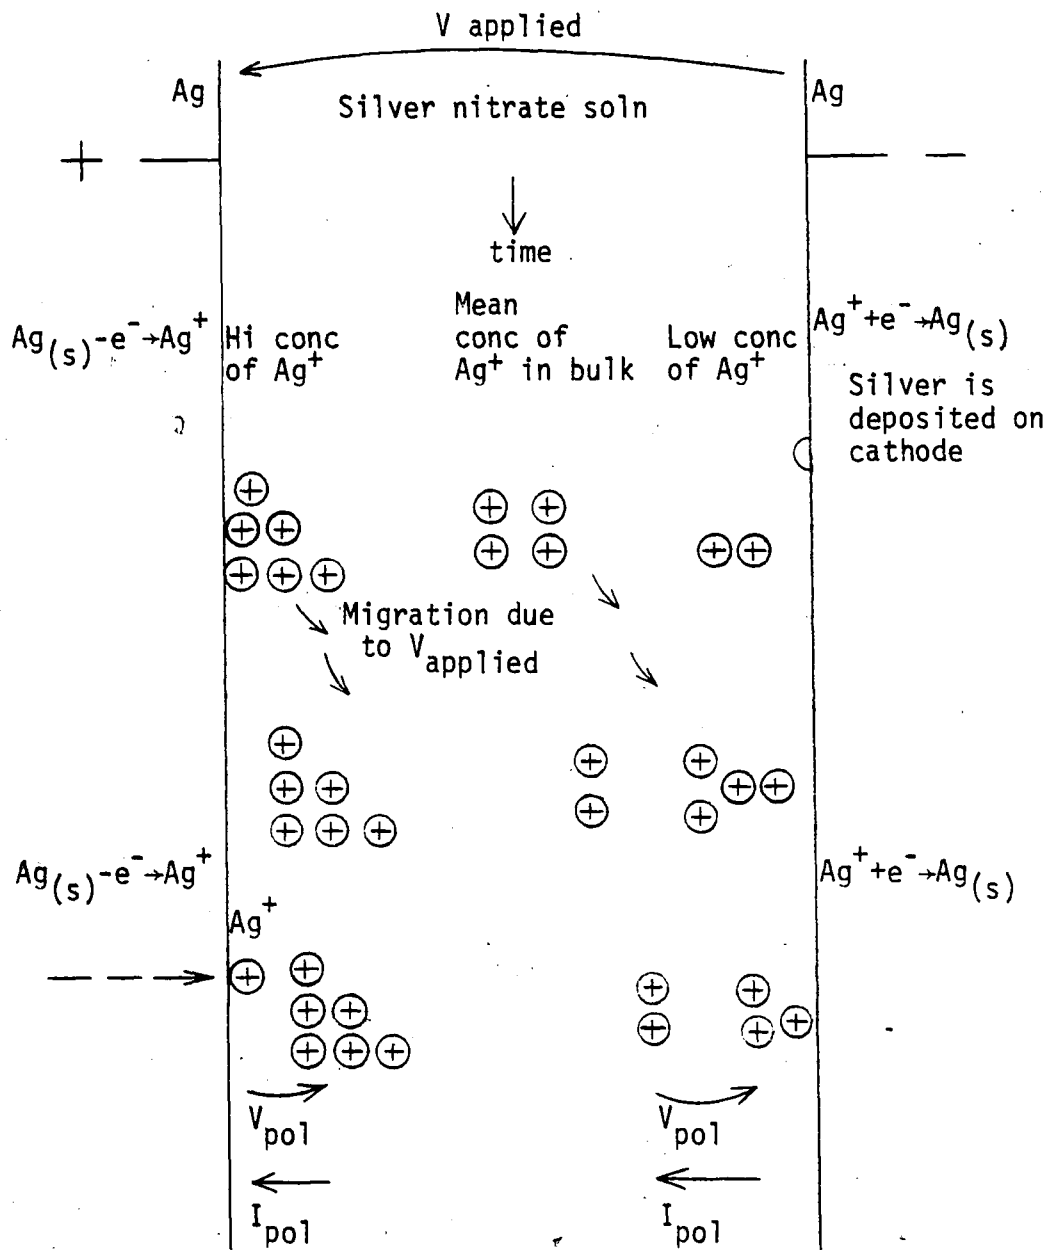 V applied
Ag
Ag
Silver nitrate soln
+
—
time
Ag(s)-e⁻→Ag⁺
Hi conc
of Ag⁺
Mean
conc of
Ag⁺ in bulk
Low conc
of Ag⁺
Ag⁺+e⁻→Ag(s)
Silver is
deposited on
cathode
Migration due
to Vapplied
Ag(s)-e⁻→Ag⁺
Ag⁺+e⁻→Ag(s)
Ag⁺
Vpol
Vpol
Ipol
Ipol